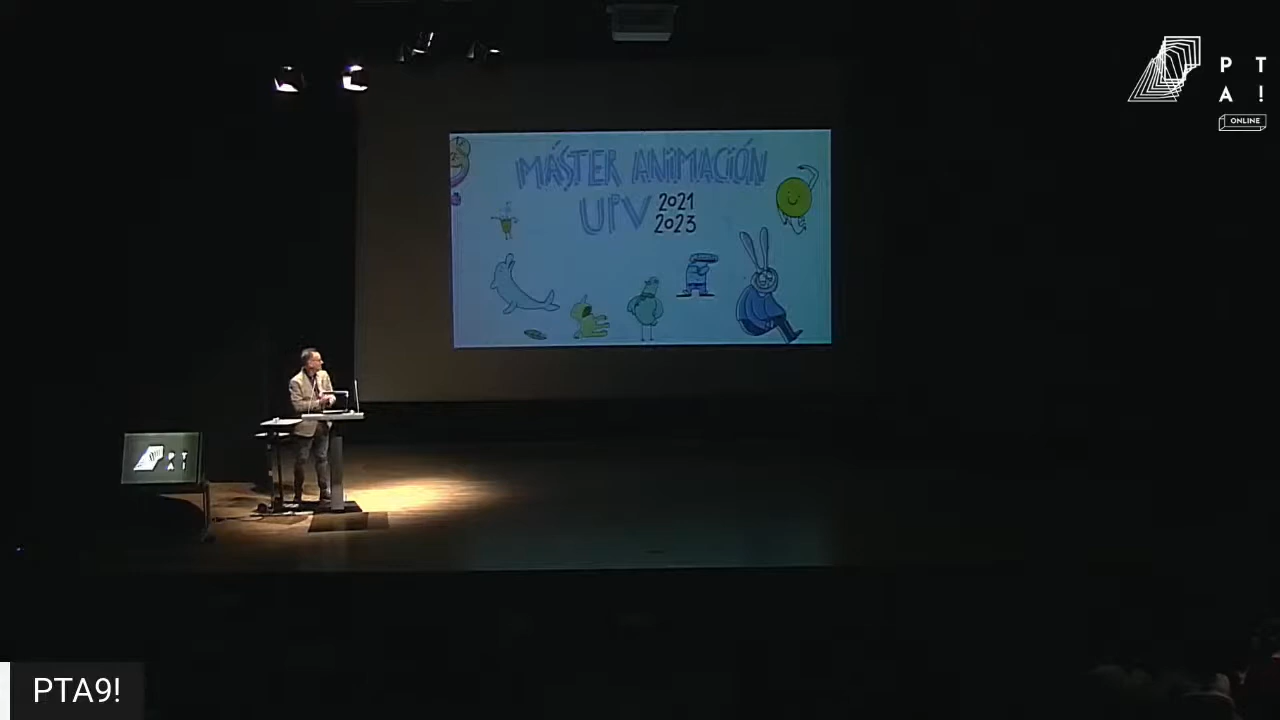 P T
A !
ONLINE
MÁSTER ANiMACiÓN
UPV 2021
2023
P T
A !
PTA9!